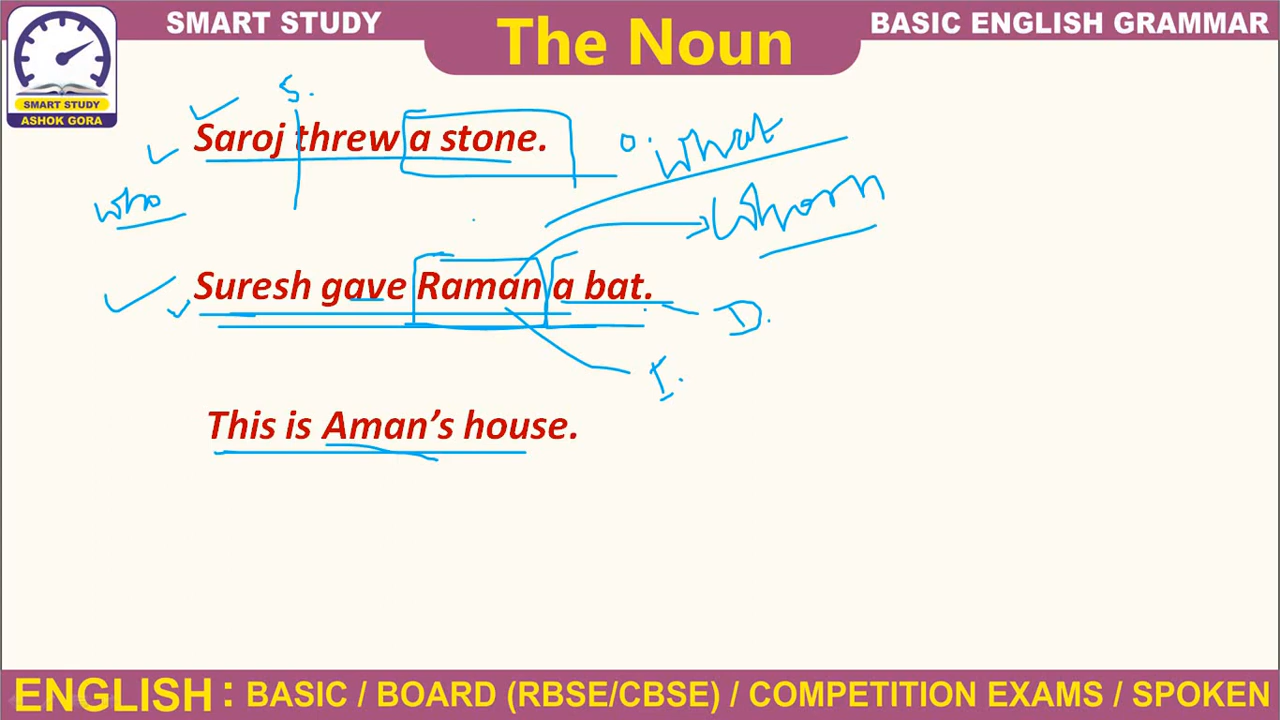 SMART STUDY
The Noun
BASIC ENGLISH GRAMMAR
SMART STUDY
ASHOK GORA
S.
Saroj threw a stone.
O. what
who
whom
Suresh gave Raman a bat.
D.
I.
This is Aman’s house.
ENGLISH : BASIC / BOARD (RBSE/CBSE) / COMPETITION EXAMS / SPOKEN